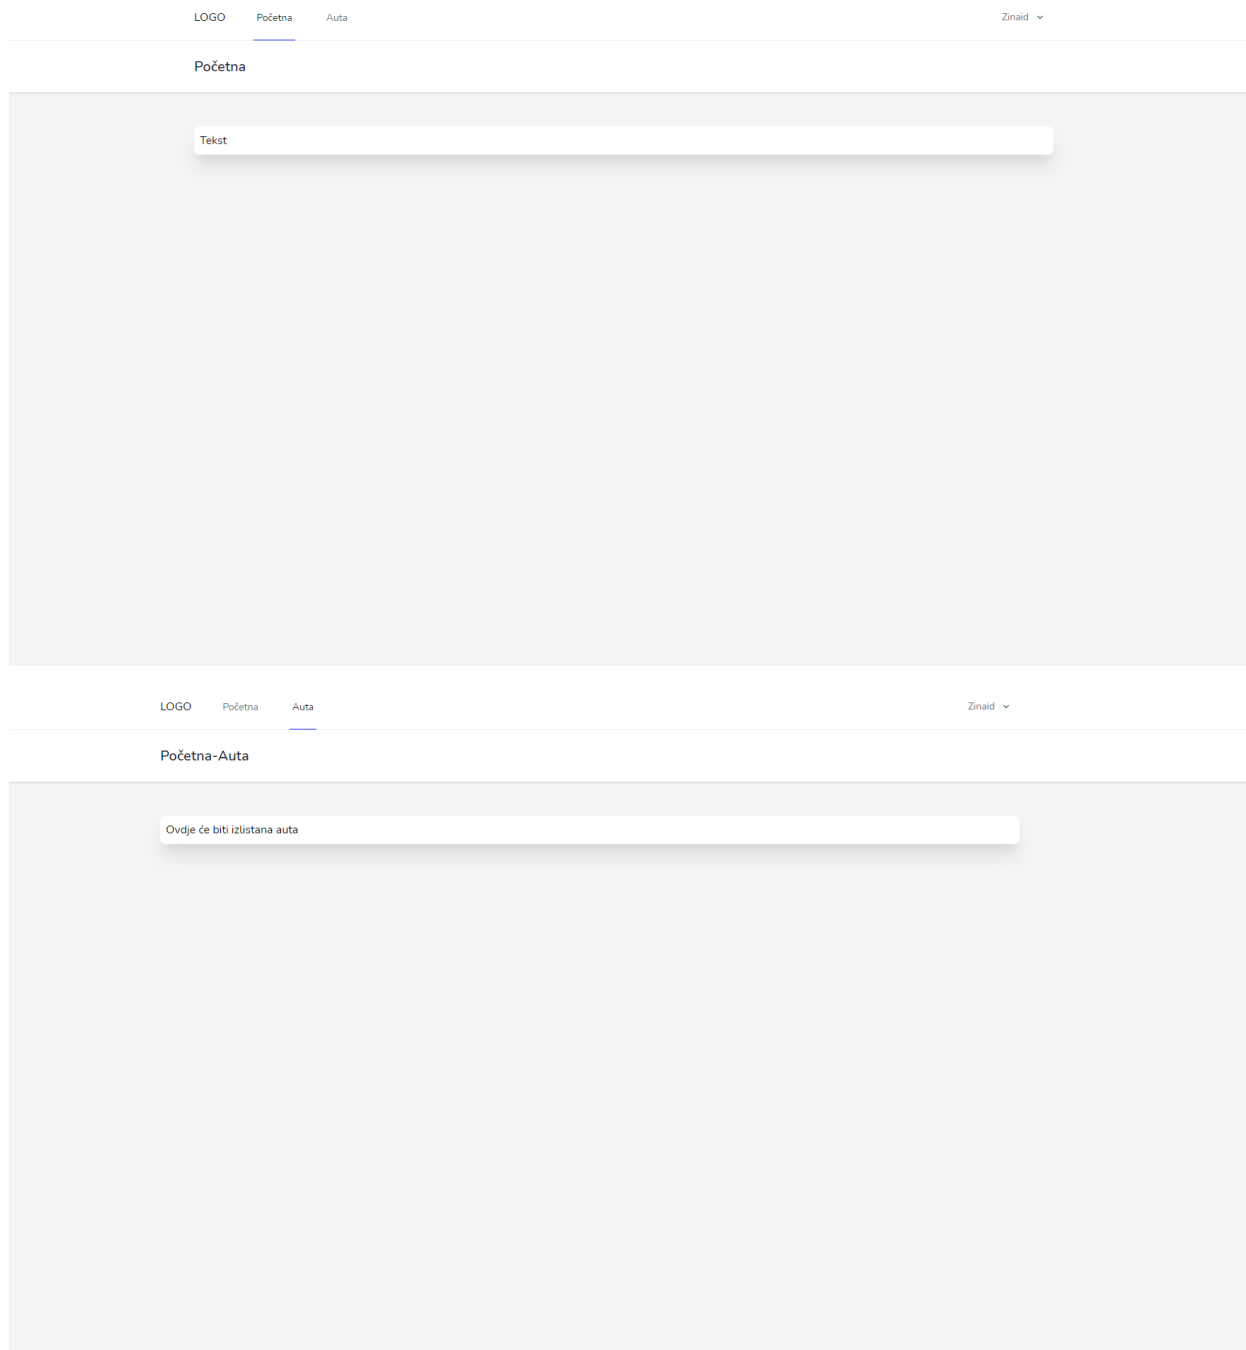 LOGO Početna Auta Zinaid
Početna
Tekst
LOGO Početna Auta Zinaid
Početna-Auta
Ovdje će biti izlistana auta